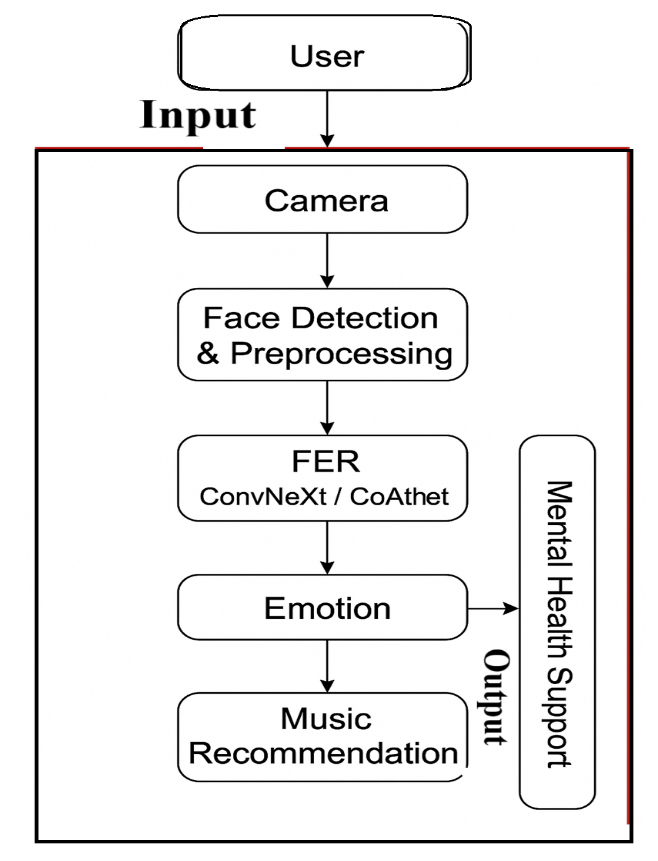 User
Input
Camera
Face Detection
& Preprocessing
FER
ConvNeXt / CoAthet
Emotion
Music
Recommendation
Output
Mental Health Support